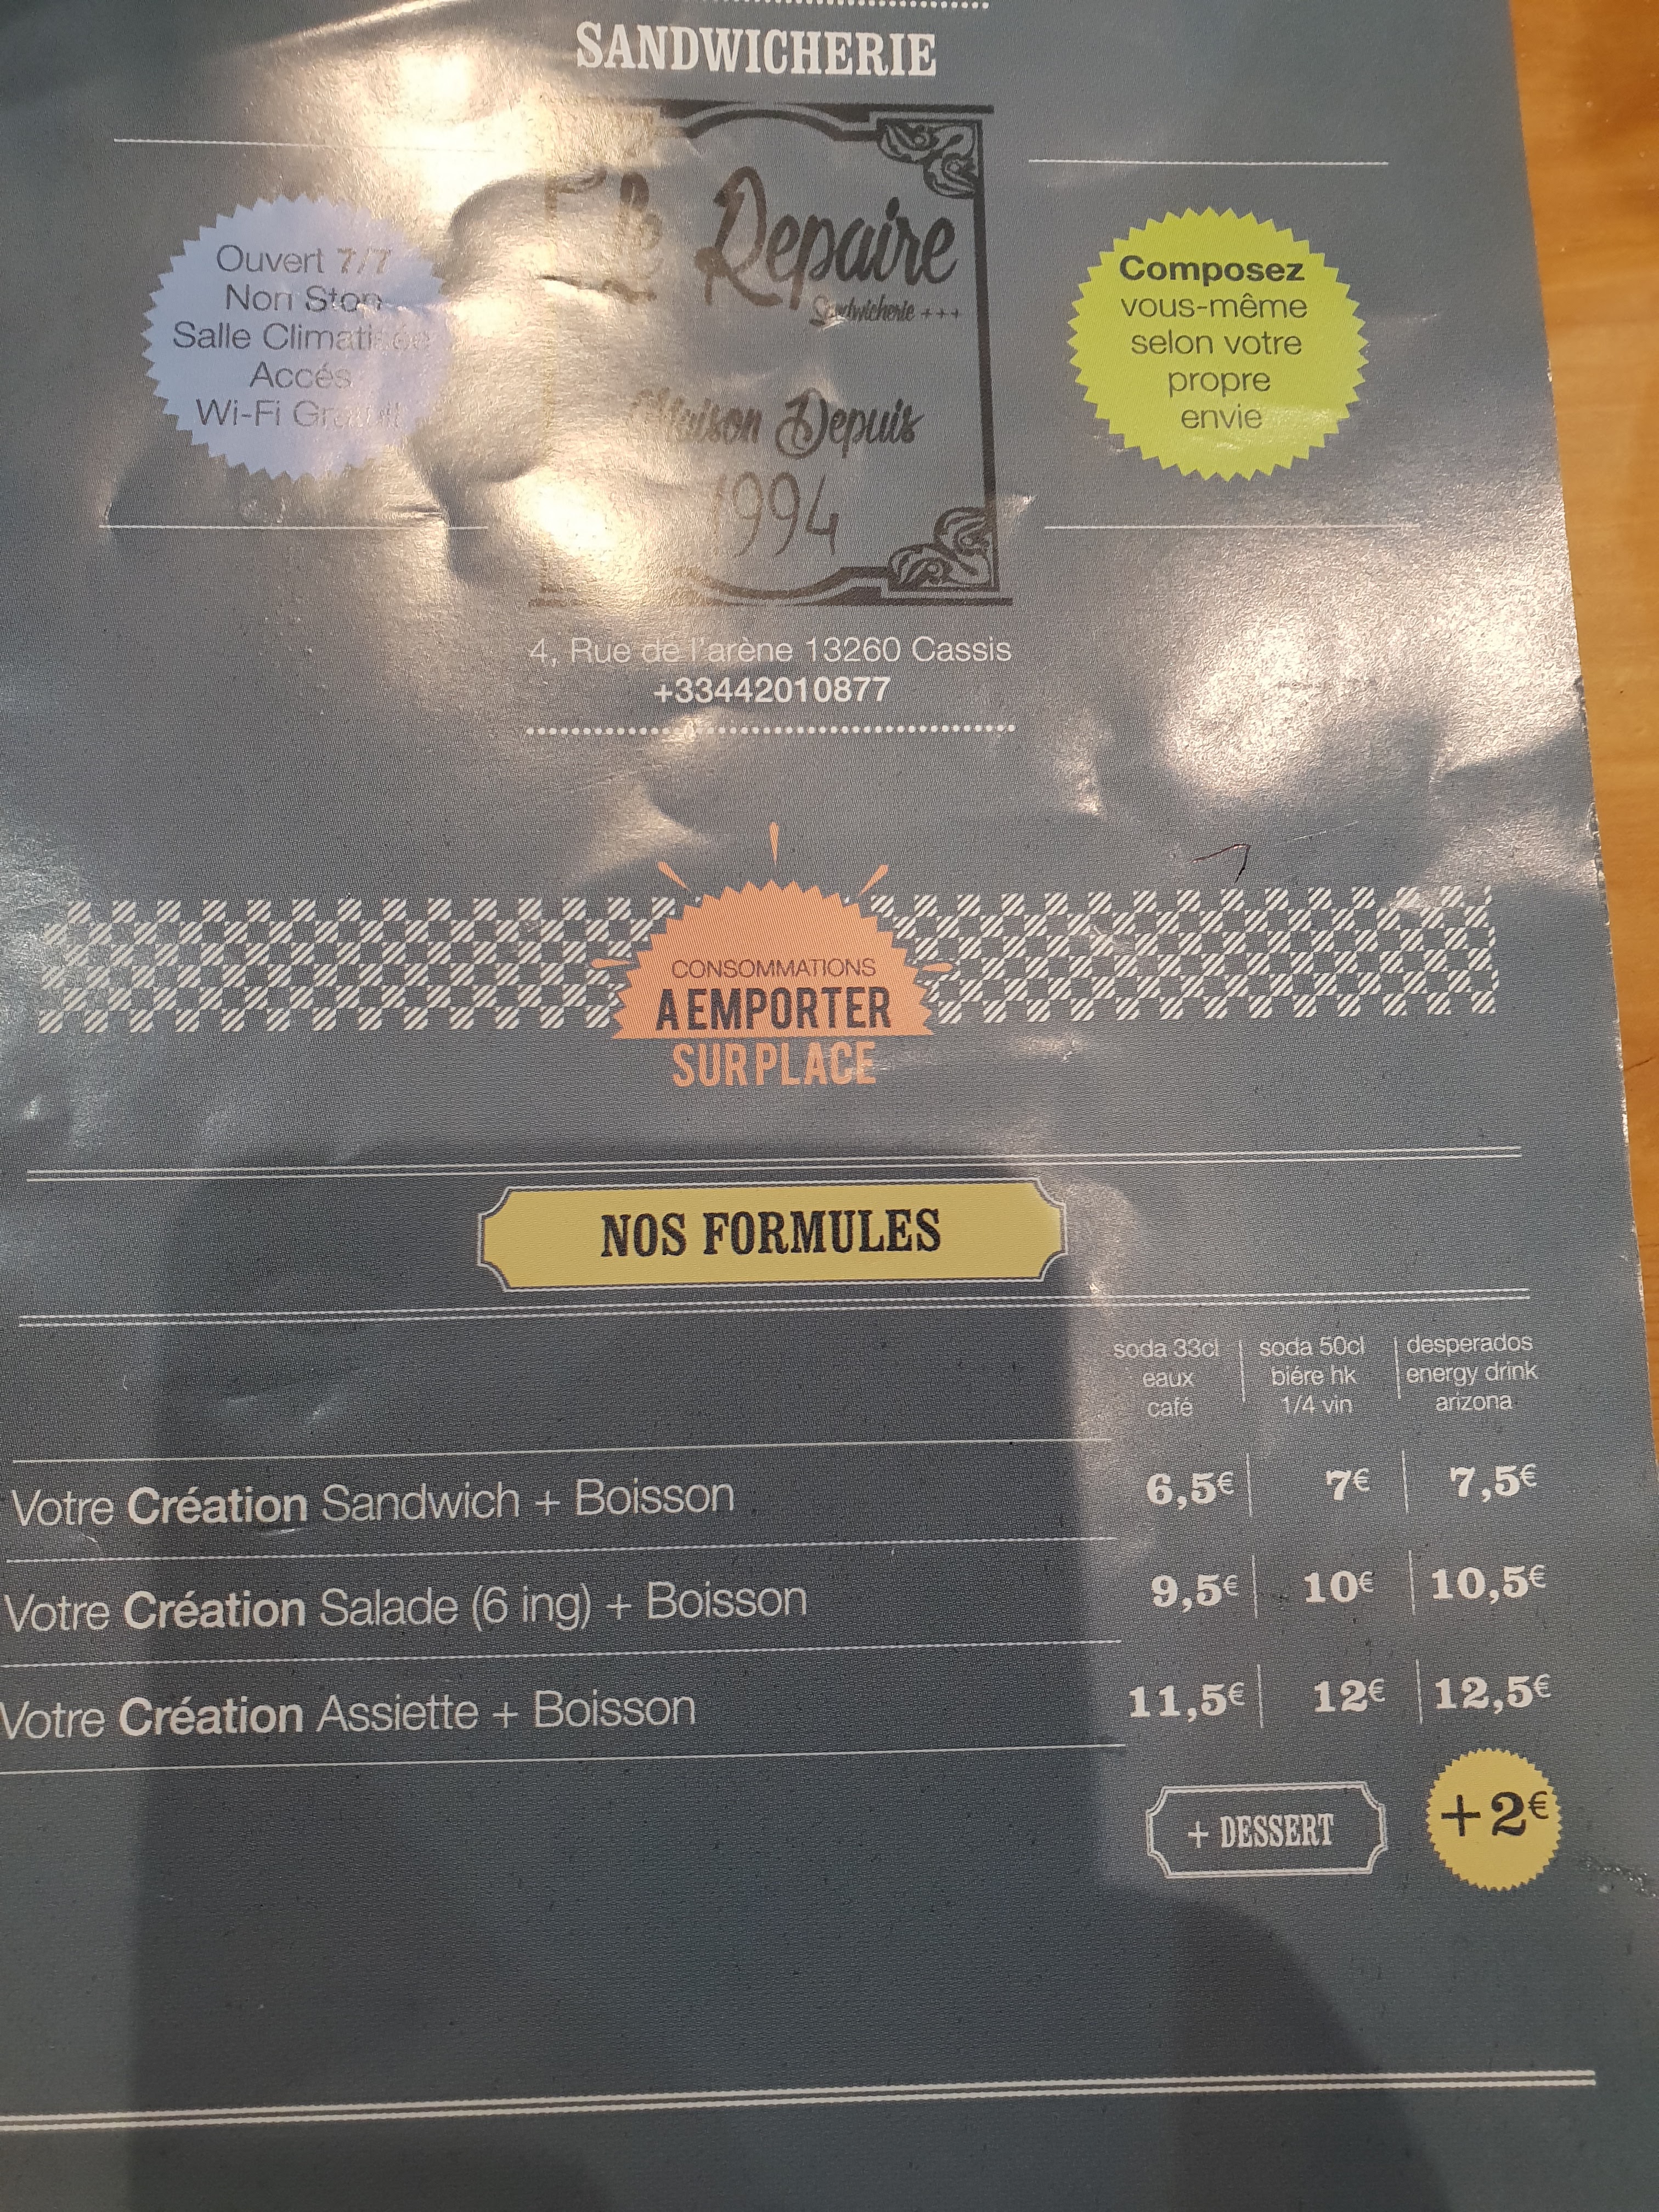 SANDWICHERIE
Le Repaire
Sandwicherie +++
Maison Depuis
1994
Ouvert 7/7
Non Stop
Salle Climatisée
Accés
Wi-Fi Gratuit
Composez
vous-même
selon votre
propre
envie
4, Rue de l'arène 13260 Cassis
+33442010877
CONSOMMATIONS
A EMPORTER
SUR PLACE
NOS FORMULES
soda 33cl | soda 50cl | desperados
eaux | biére hk | energy drink
café | 1/4 vin | arizona
Votre Création Sandwich + Boisson 6,5€ | 7€ | 7,5€
Votre Création Salade (6 ing) + Boisson 9,5€ | 10€ | 10,5€
Votre Création Assiette + Boisson 11,5€ | 12€ | 12,5€
+ DESSERT +2€